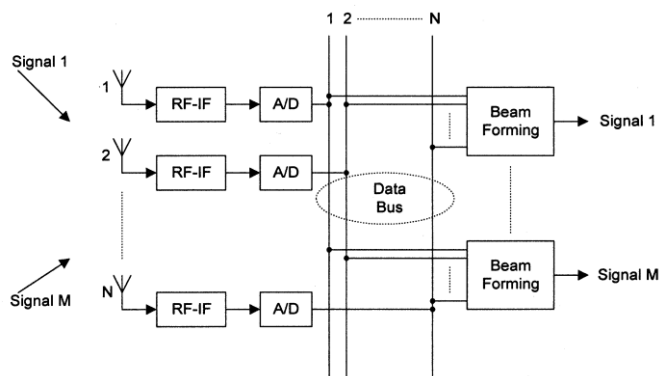 1 2 N
Signal 1
1
RF-IF
A/D
Beam
Forming
Signal 1
2
RF-IF
A/D
Data
Bus
Signal M
N
RF-IF
A/D
Beam
Forming
Signal M